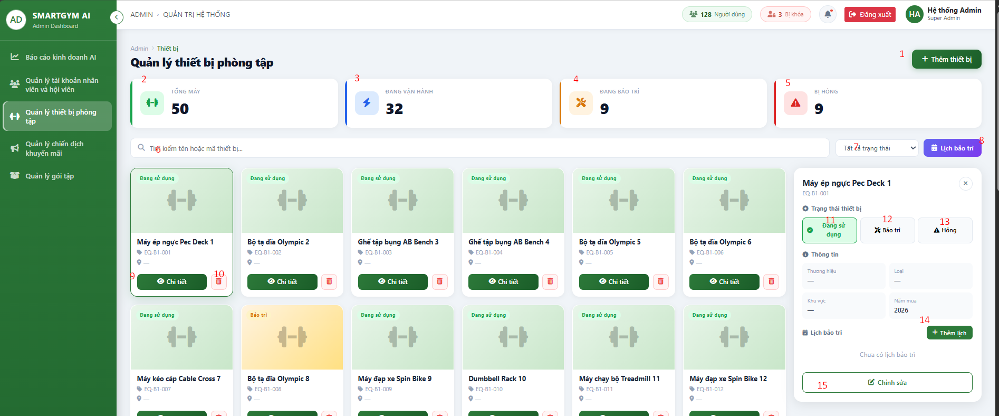 AD
SMARTGYM AI
Admin Dashboard
Báo cáo kinh doanh AI
Quản lý tài khoản nhân
viên và hội viên
Quản lý thiết bị phòng
tập
Quản lý chiến dịch
khuyến mãi
Quản lý gói tập
ADMIN › QUẢN TRỊ HỆ THỐNG
128 Người dùng
3 Bị khóa
Đăng xuất
HA
Hệ thống Admin
Super Admin
Admin › Thiết bị
Quản lý thiết bị phòng tập
1
+ Thêm thiết bị
2
TỔNG MÁY
50
3
ĐANG VẬN HÀNH
32
4
ĐANG BẢO TRÌ
9
5
BỊ HỎNG
9
6
Tìm kiếm tên hoặc mã thiết bị...
7
Tất cả trạng thái
8
Lịch bảo trì
Đang sử dụng
Máy ép ngực Pec Deck 1
EQ-B1-001
—
9
Chi tiết
10
Đang sử dụng
Bộ tạ đĩa Olympic 2
EQ-B1-002
—
Chi tiết
Đang sử dụng
Ghế tập bụng AB Bench 3
EQ-B1-003
—
Chi tiết
Đang sử dụng
Ghế tập bụng AB Bench 4
EQ-B1-004
—
Chi tiết
Đang sử dụng
Bộ tạ đĩa Olympic 5
EQ-B1-005
—
Chi tiết
Đang sử dụng
Bộ tạ đĩa Olympic 6
EQ-B1-006
—
Chi tiết
Đang sử dụng
Máy kéo cáp Cable Cross 7
EQ-B1-007
—
Bảo trì
Bộ tạ đĩa Olympic 8
EQ-B1-008
—
Đang sử dụng
Máy đạp xe Spin Bike 9
EQ-B1-009
—
Đang sử dụng
Dumbbell Rack 10
EQ-B1-010
—
Đang sử dụng
Máy chạy bộ Treadmill 11
EQ-B1-011
—
Đang sử dụng
Máy đạp xe Spin Bike 12
EQ-B1-012
—
Máy ép ngực Pec Deck 1
EQ-B1-001
Trạng thái thiết bị
11
Đang sử
dụng
12
Bảo trì
13
Hỏng
Thông tin
Thương hiệu
—
Loại
—
Khu vực
—
Năm mua
2026
14
Lịch bảo trì
+ Thêm lịch
Chưa có lịch bảo trì
15
Chỉnh sửa